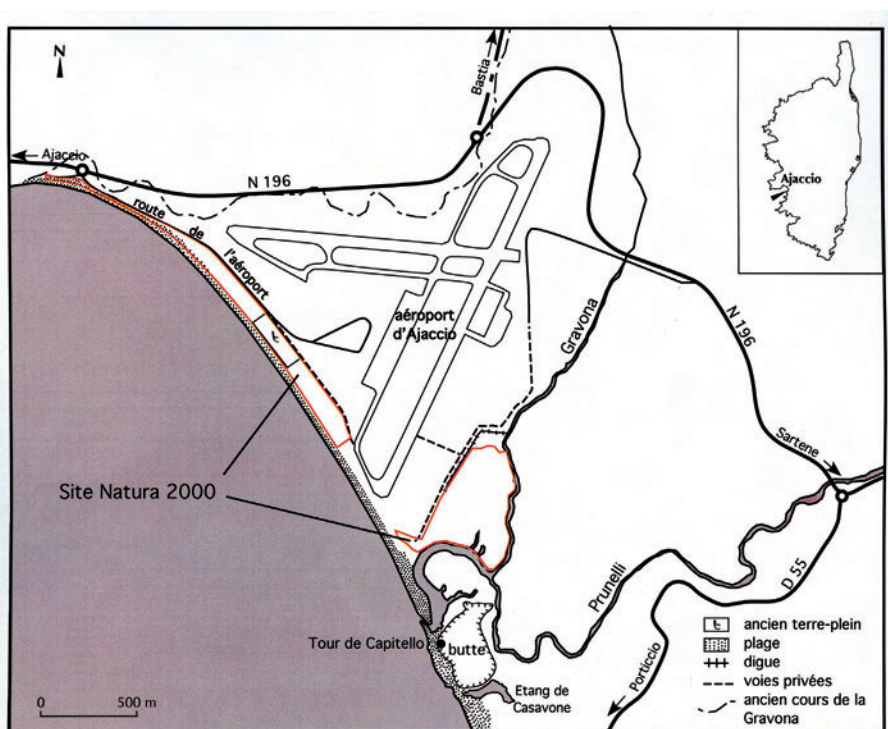 N
Bastia
Ajaccio
N 196
Ajaccio
route de l'aéroport
aéroport
d'Ajaccio
Gravona
N 196
t
Sartene
Site Natura 2000
Prunelli
D 55
Tour de Capitello
butte
Porticcio
Etang de
Casavone
0 500 m
t ancien terre-plein
plage
digue
voies privées
ancien cours de la
Gravona